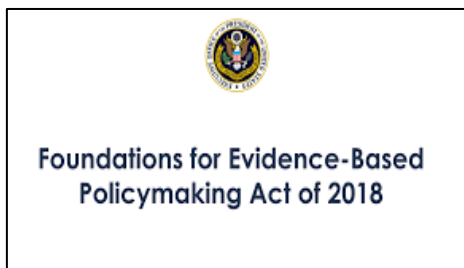 Foundations for Evidence-Based
Policymaking Act of 2018